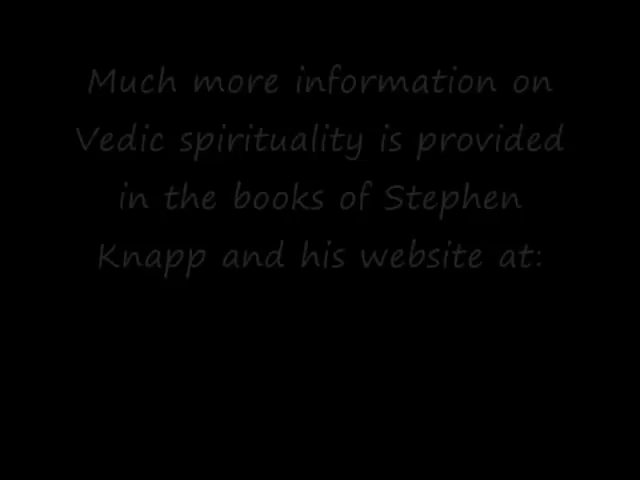 Much more information on
Vedic spirituality is provided
in the books of Stephen
Knapp and his website at: